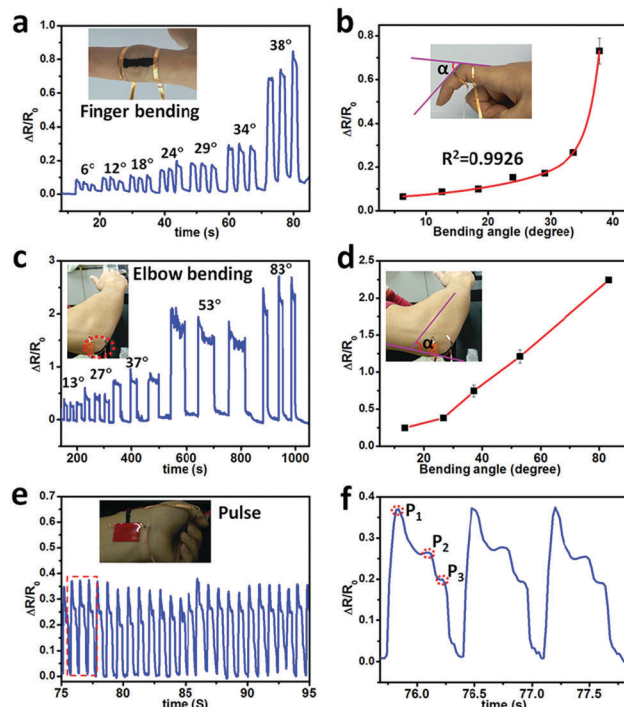 a
1.0
0.8
0.6
0.4
0.2
0.0
ΔR/R₀
Finger bending
6°
12°
18°
24°
29°
34°
38°
20
40
60
80
time (s)
b
0.8
0.6
0.4
0.2
0.0
ΔR/R₀
α
R²=0.9926
0
10
20
30
40
Bending angle (degree)
c
3
2
1
0
ΔR/R₀
Elbow bending
13°
27°
37°
53°
83°
200
400
600
800
1000
time (s)
d
2.5
2.0
1.5
1.0
0.5
0.0
ΔR/R₀
α
20
40
60
80
Bending angle (degree)
e
0.7
0.6
0.5
0.4
0.3
0.2
0.1
0.0
ΔR/R₀
Pulse
75
80
85
90
95
time (S)
f
0.4
0.3
0.2
0.1
0.0
ΔR/R₀
P₁
P₂
P₃
76.0
76.5
77.0
77.5
time (s)